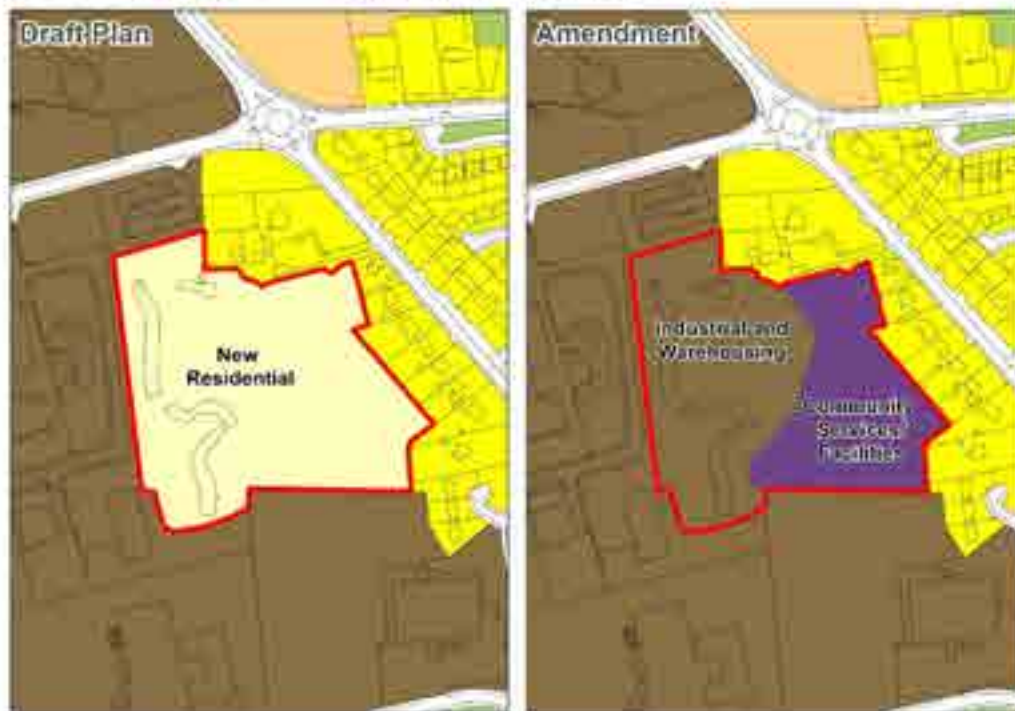 Draft Plan
New
Residential
Amendment
Industrial and
Warehousing
Community
Services/
Facilities